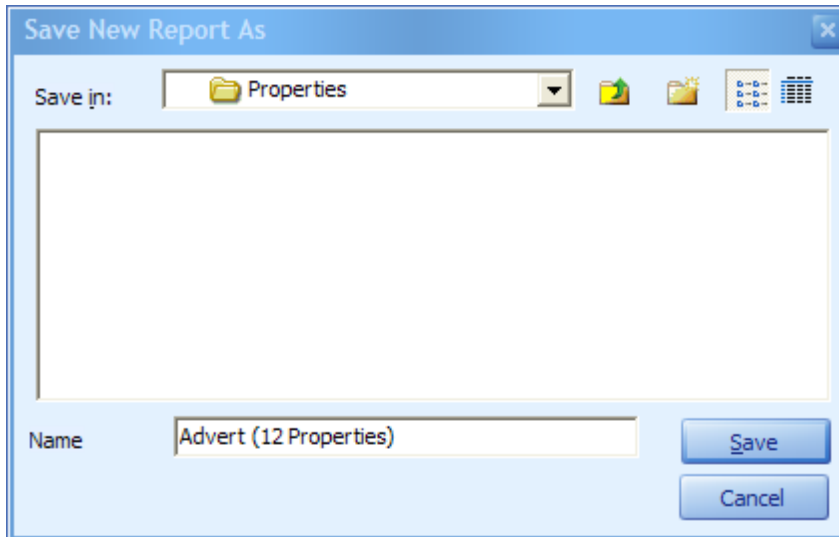 Save New Report As
Save in:
Properties
Name
Advert (12 Properties)
Save
Cancel